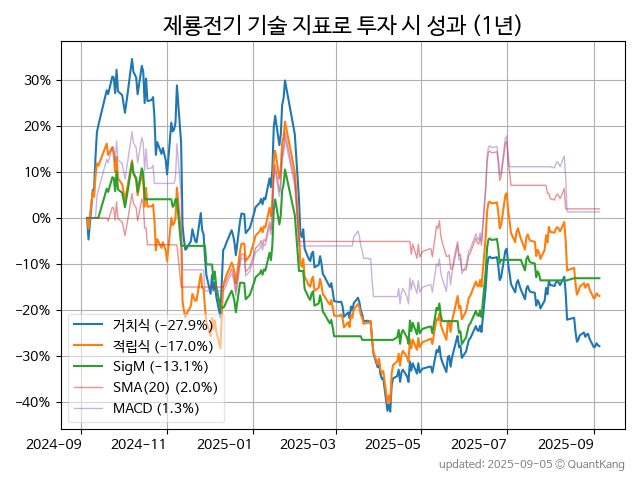 제룡전기 기술 지표로 투자 시 성과 (1년)
30%
20%
10%
0%
−10%
−20%
−30%
−40%
거치식 (−27.9%)
적립식 (−17.0%)
SigM (−13.1%)
SMA(20) (2.0%)
MACD (1.3%)
2024-09 2024-11 2025-01 2025-03 2025-05 2025-07 2025-09
updated: 2025-09-05 ⓒ QuantKang